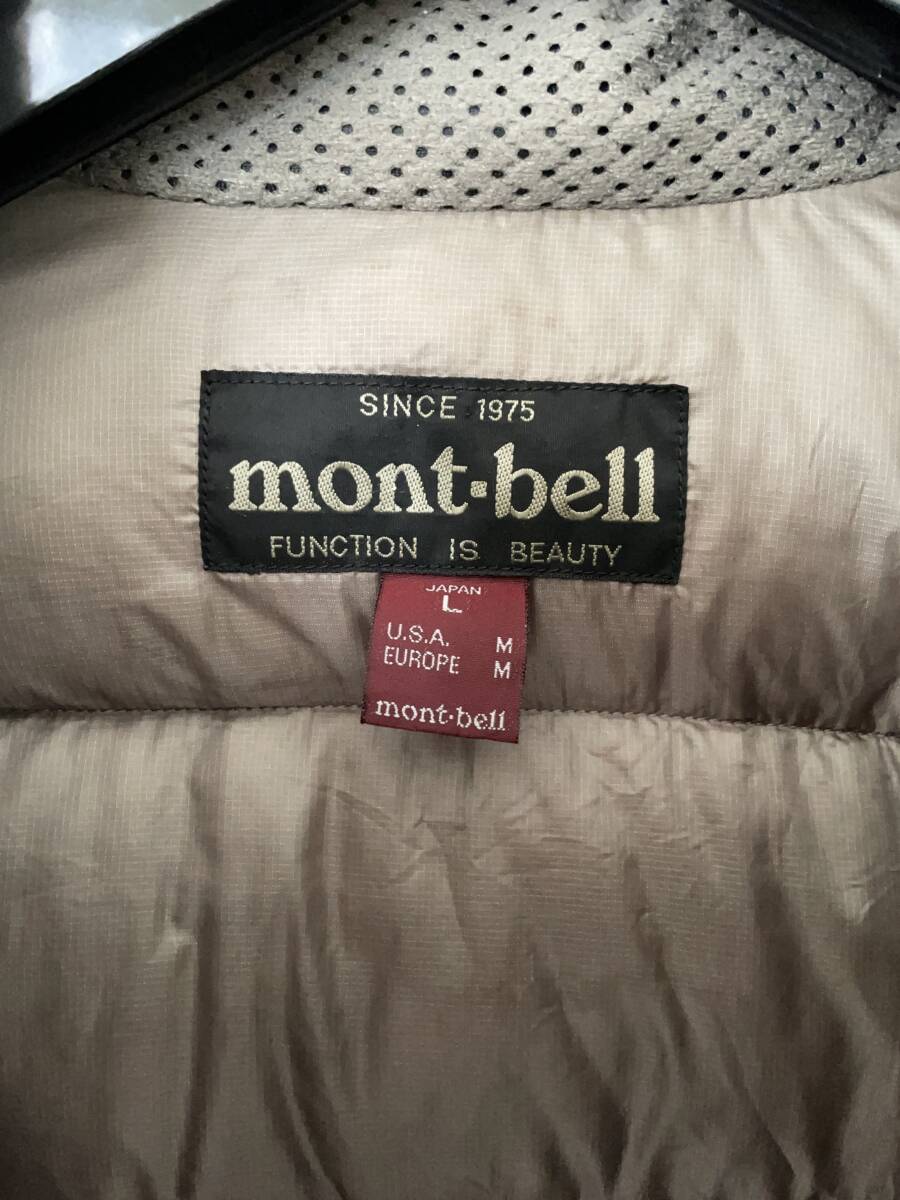 SINCE 1975
mont-bell
FUNCTION IS BEAUTY
JAPAN
L
U.S.A. M
EUROPE M
mont-bell